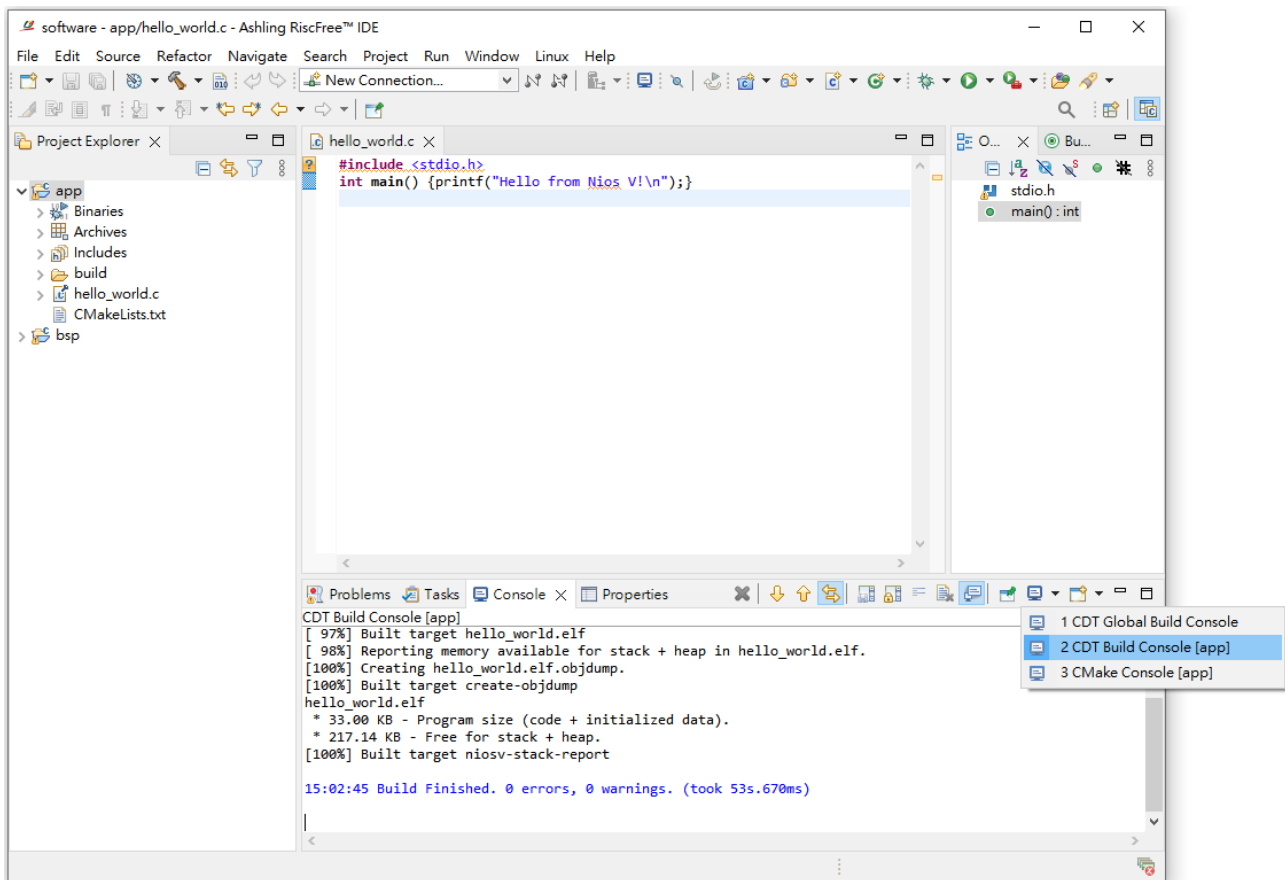 software - app/hello_world.c - Ashling RiscFree™ IDE
File Edit Source Refactor Navigate Search Project Run Window Linux Help
New Connection...
Project Explorer
app
Binaries
Archives
Includes
build
hello_world.c
CMakeLists.txt
bsp
hello_world.c
#include <stdio.h>
int main() {printf("Hello from Nios V!\n");}
O... Bu...
stdio.h
main() : int
Problems Tasks Console Properties
CDT Build Console [app]
[ 97%] Built target hello_world.elf
[ 98%] Reporting memory available for stack + heap in hello_world.elf.
[100%] Creating hello_world.elf.objdump.
[100%] Built target create-objdump
hello_world.elf
* 33.00 KB - Program size (code + initialized data).
* 217.14 KB - Free for stack + heap.
[100%] Built target niosv-stack-report
15:02:45 Build Finished. 0 errors, 0 warnings. (took 53s.670ms)
1 CDT Global Build Console
2 CDT Build Console [app]
3 CMake Console [app]